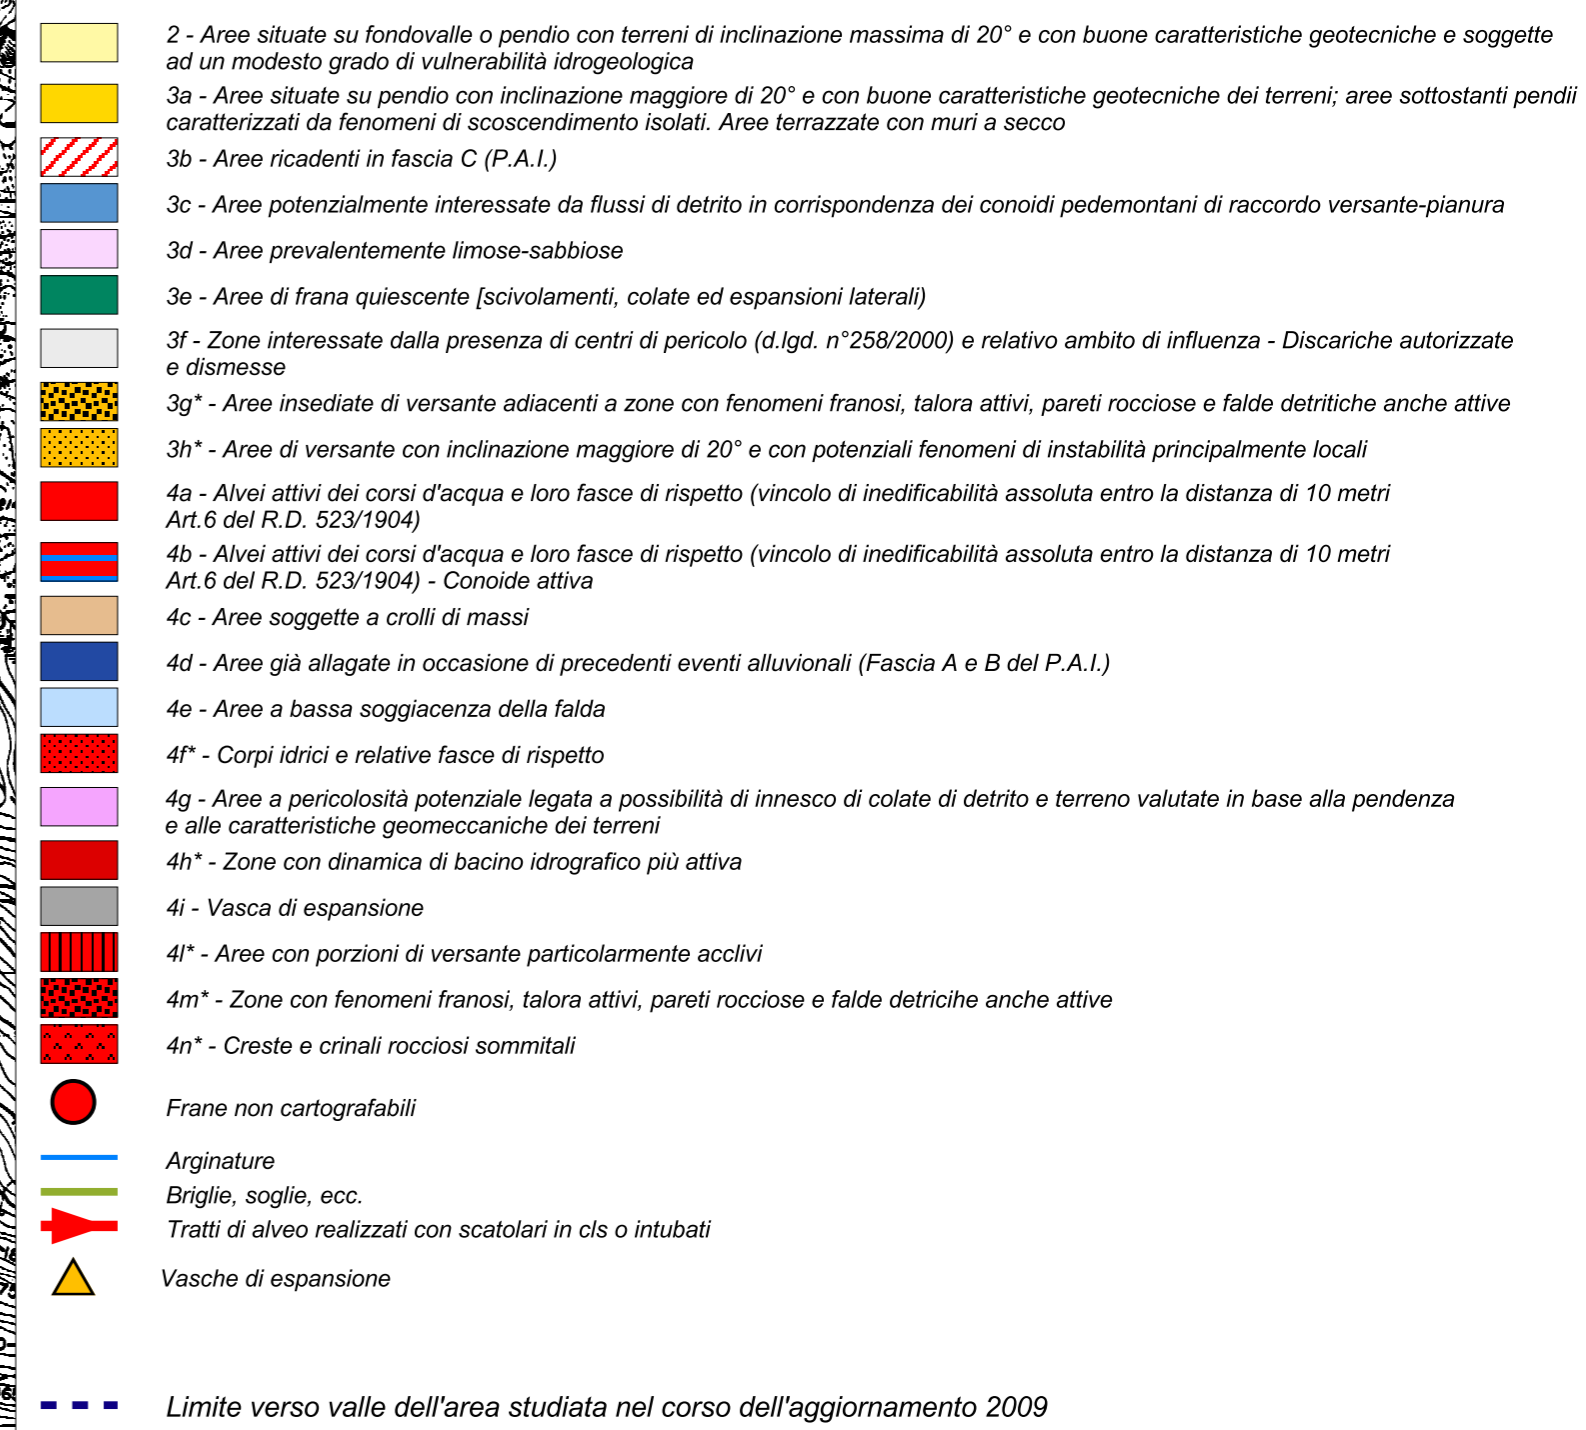 2 - Aree situate su fondovalle o pendio con terreni di inclinazione massima di 20° e con buone caratteristiche geotecniche e soggette
ad un modesto grado di vulnerabilità idrogeologica
3a - Aree situate su pendio con inclinazione maggiore di 20° e con buone caratteristiche geotecniche dei terreni; aree sottostanti pendii
caratterizzati da fenomeni di scoscendimento isolati. Aree terrazzate con muri a secco
3b - Aree ricadenti in fascia C (P.A.I.)
3c - Aree potenzialmente interessate da flussi di detrito in corrispondenza dei conoidi pedemontani di raccordo versante-pianura
3d - Aree prevalentemente limose-sabbiose
3e - Aree di frana quiescente [scivolamenti, colate ed espansioni laterali)
3f - Zone interessate dalla presenza di centri di pericolo (d.lgd. n°258/2000) e relativo ambito di influenza - Discariche autorizzate
e dismesse
3g* - Aree insediate di versante adiacenti a zone con fenomeni franosi, talora attivi, pareti rocciose e falde detritiche anche attive
3h* - Aree di versante con inclinazione maggiore di 20° e con potenziali fenomeni di instabilità principalmente locali
4a - Alvei attivi dei corsi d'acqua e loro fasce di rispetto (vincolo di inedificabilità assoluta entro la distanza di 10 metri
Art.6 del R.D. 523/1904)
4b - Alvei attivi dei corsi d'acqua e loro fasce di rispetto (vincolo di inedificabilità assoluta entro la distanza di 10 metri
Art.6 del R.D. 523/1904) - Conoide attiva
4c - Aree soggette a crolli di massi
4d - Aree già allagate in occasione di precedenti eventi alluvionali (Fascia A e B del P.A.I.)
4e - Aree a bassa soggiacenza della falda
4f* - Corpi idrici e relative fasce di rispetto
4g - Aree a pericolosità potenziale legata a possibilità di innesco di colate di detrito e terreno valutate in base alla pendenza
e alle caratteristiche geomeccaniche dei terreni
4h* - Zone con dinamica di bacino idrografico più attiva
4i - Vasca di espansione
4l* - Aree con porzioni di versante particolarmente acclivi
4m* - Zone con fenomeni franosi, talora attivi, pareti rocciose e falde detricihe anche attive
4n* - Creste e crinali rocciosi sommitali
Frane non cartografabili
Arginature
Briglie, soglie, ecc.
Tratti di alveo realizzati con scatolari in cls o intubati
Vasche di espansione
Limite verso valle dell'area studiata nel corso dell'aggiornamento 2009